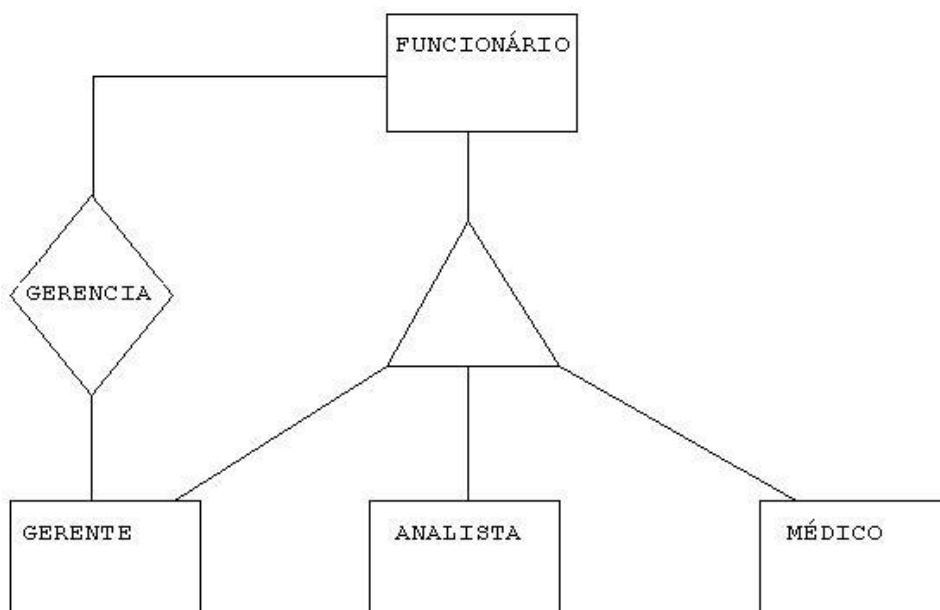 FUNCIONÁRIO
GERENCIA
GERENTE
ANALISTA
MÉDICO